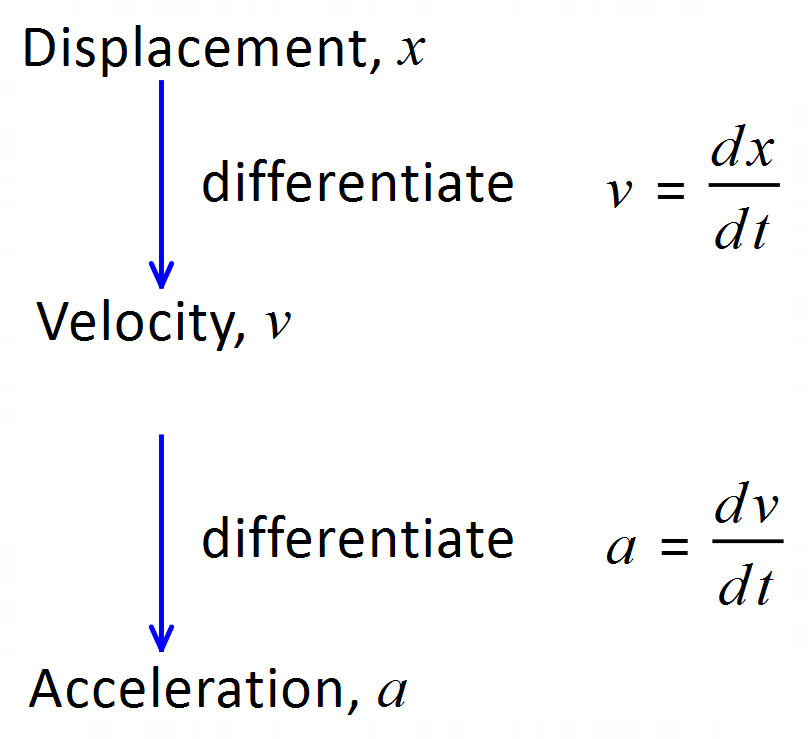 Displacement, x
differentiate v = dx/dt
Velocity, v
differentiate a = dv/dt
Acceleration, a